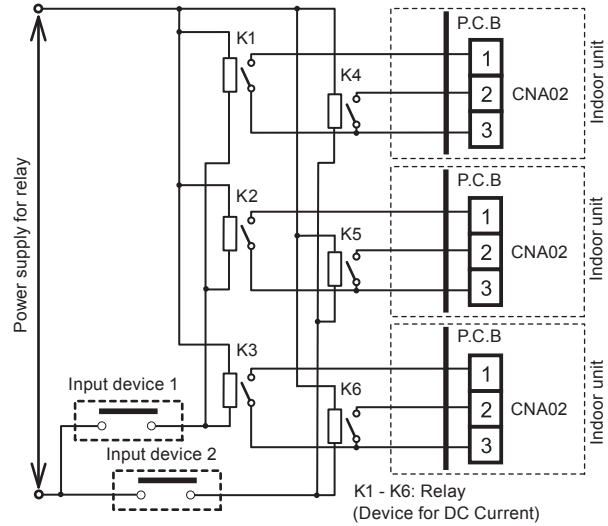 P.C.B
K1
1
K4
2
CNA02
3
Indoor unit
P.C.B
K2
1
K5
2
CNA02
3
Indoor unit
P.C.B
K3
1
K6
2
CNA02
3
Indoor unit
Power supply for relay
Input device 1
Input device 2
K1 - K6: Relay
(Device for DC Current)